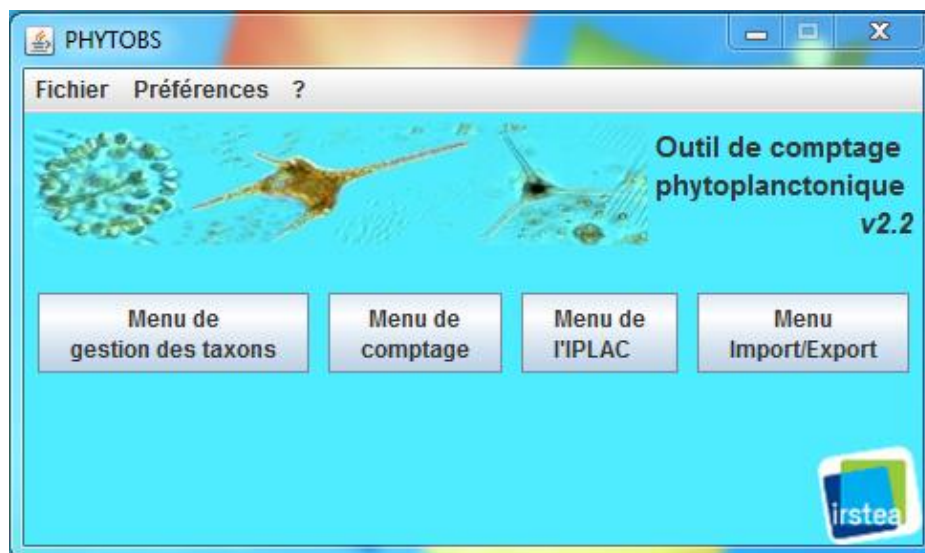 PHYTOBS
Fichier Préférences ?
Outil de comptage
phytoplanctonique
v2.2
Menu de
gestion des taxons
Menu de
comptage
Menu de
l'IPLAC
Menu
Import/Export
irstea